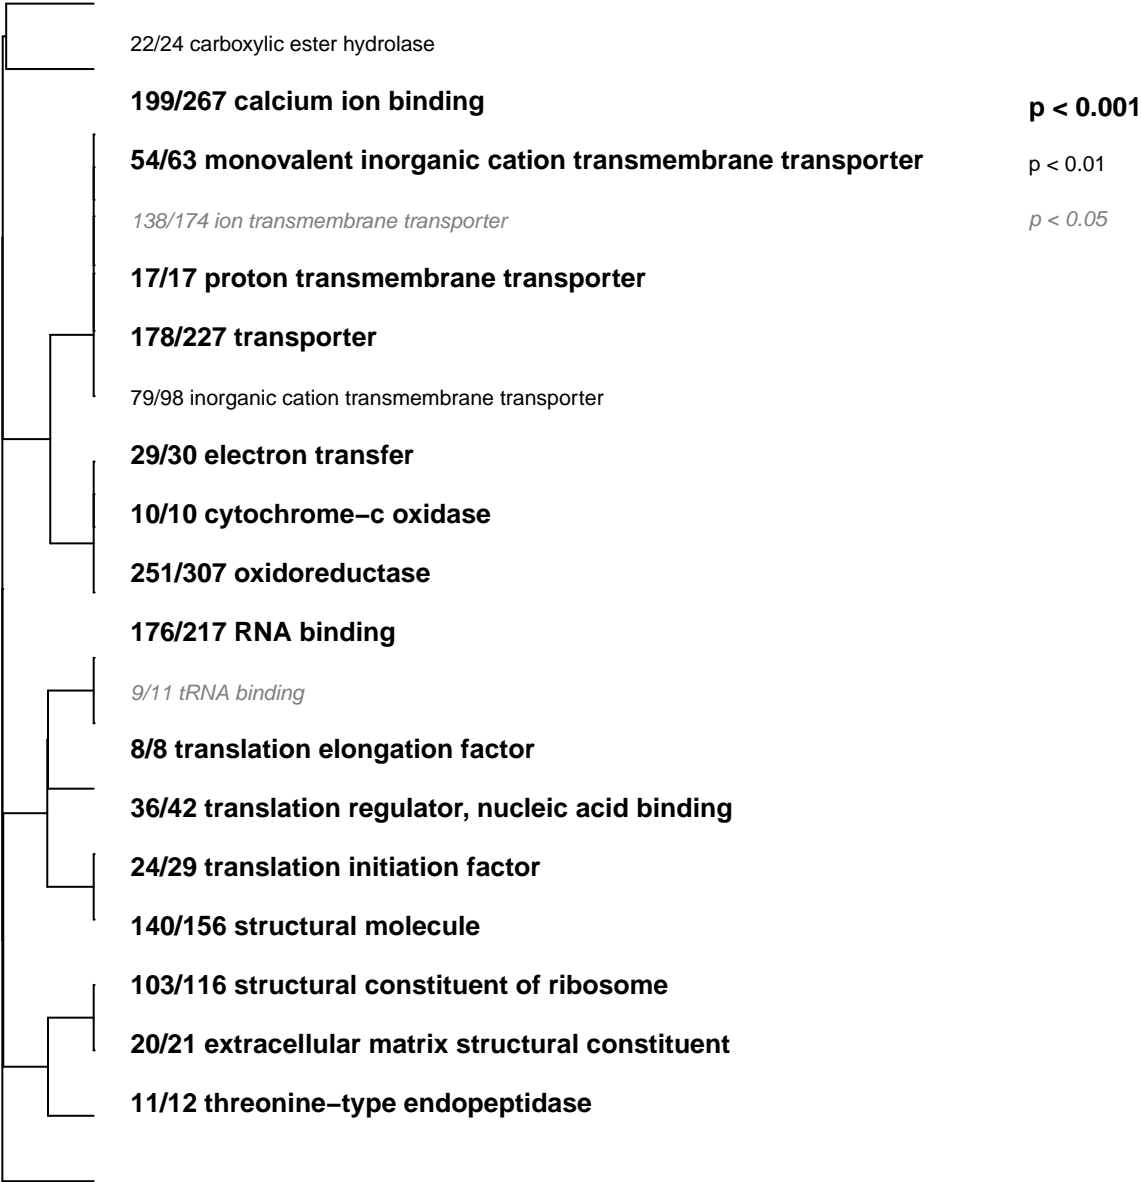 22/24 carboxylic ester hydrolase
199/267 calcium ion binding
p < 0.001
54/63 monovalent inorganic cation transmembrane transporter
p < 0.01
138/174 ion transmembrane transporter
p < 0.05
17/17 proton transmembrane transporter
178/227 transporter
79/98 inorganic cation transmembrane transporter
29/30 electron transfer
10/10 cytochrome−c oxidase
251/307 oxidoreductase
176/217 RNA binding
9/11 tRNA binding
8/8 translation elongation factor
36/42 translation regulator, nucleic acid binding
24/29 translation initiation factor
140/156 structural molecule
103/116 structural constituent of ribosome
20/21 extracellular matrix structural constituent
11/12 threonine−type endopeptidase